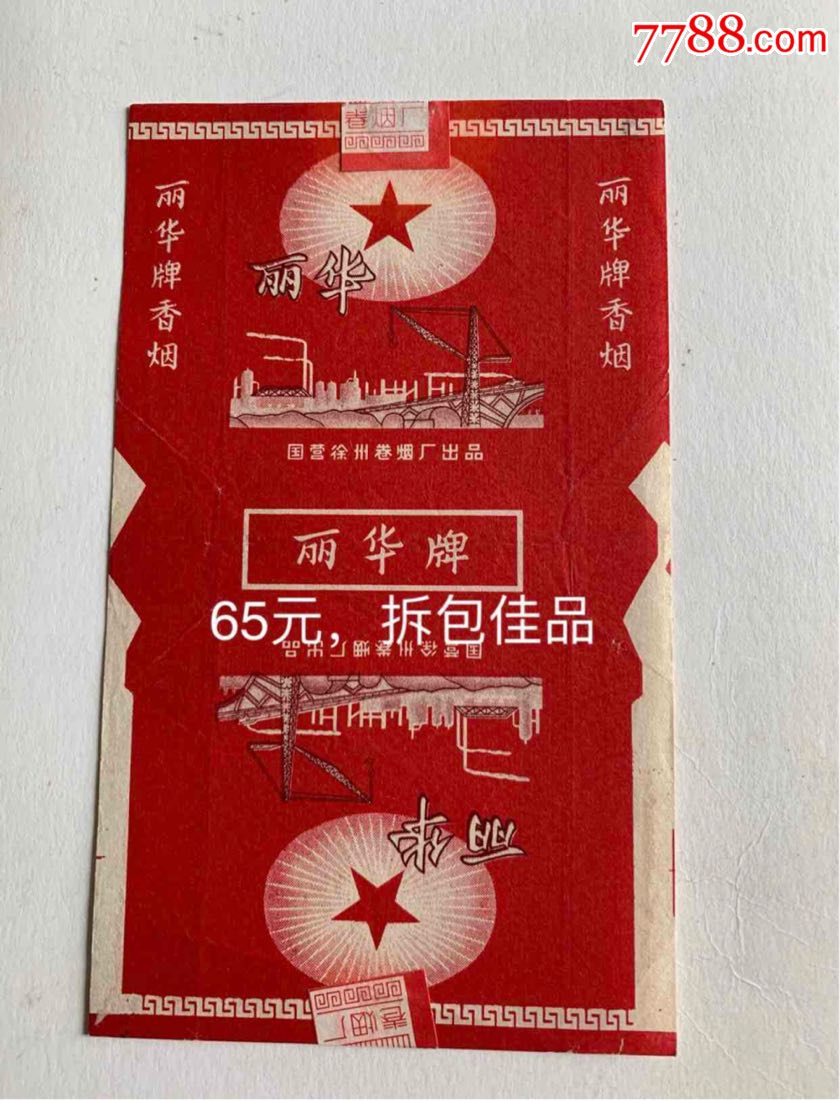 7788.com
卷烟厂
丽华牌香烟
丽华牌香烟
丽华
国营徐州卷烟厂出品
丽华牌
65元，拆包佳品
国营徐州卷烟厂出品
丽华
卷烟厂